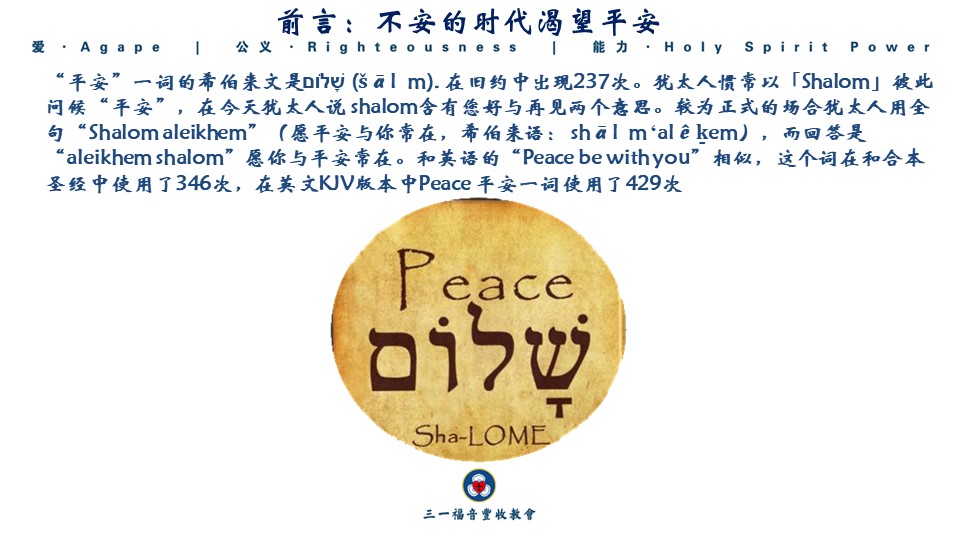 前言：不安的时代渴望平安
爱 · Agape | 公义 · Righteousness | 能力 · Holy Spirit Power
“平安”一词的希伯来文是שָׁלוֹם (š ā l m). 在旧约中出现237次。犹太人惯常以「Shalom」彼此
问候“平安”，在今天犹太人说 shalom含有您好与再见两个意思。较为正式的场合犹太人用全
句“Shalom aleikhem”（愿平安与你常在，希伯来语： sh ā l m ‘al ê ḵem），而回答是
“aleikhem shalom”愿你与平安常在。和英语的“Peace be with you”相似，这个词在和合本
圣经中使用了346次，在英文KJV版本中Peace 平安一词使用了429次
Peace
שָׁלוֹם
Sha-LOME
三一福音豐收教會